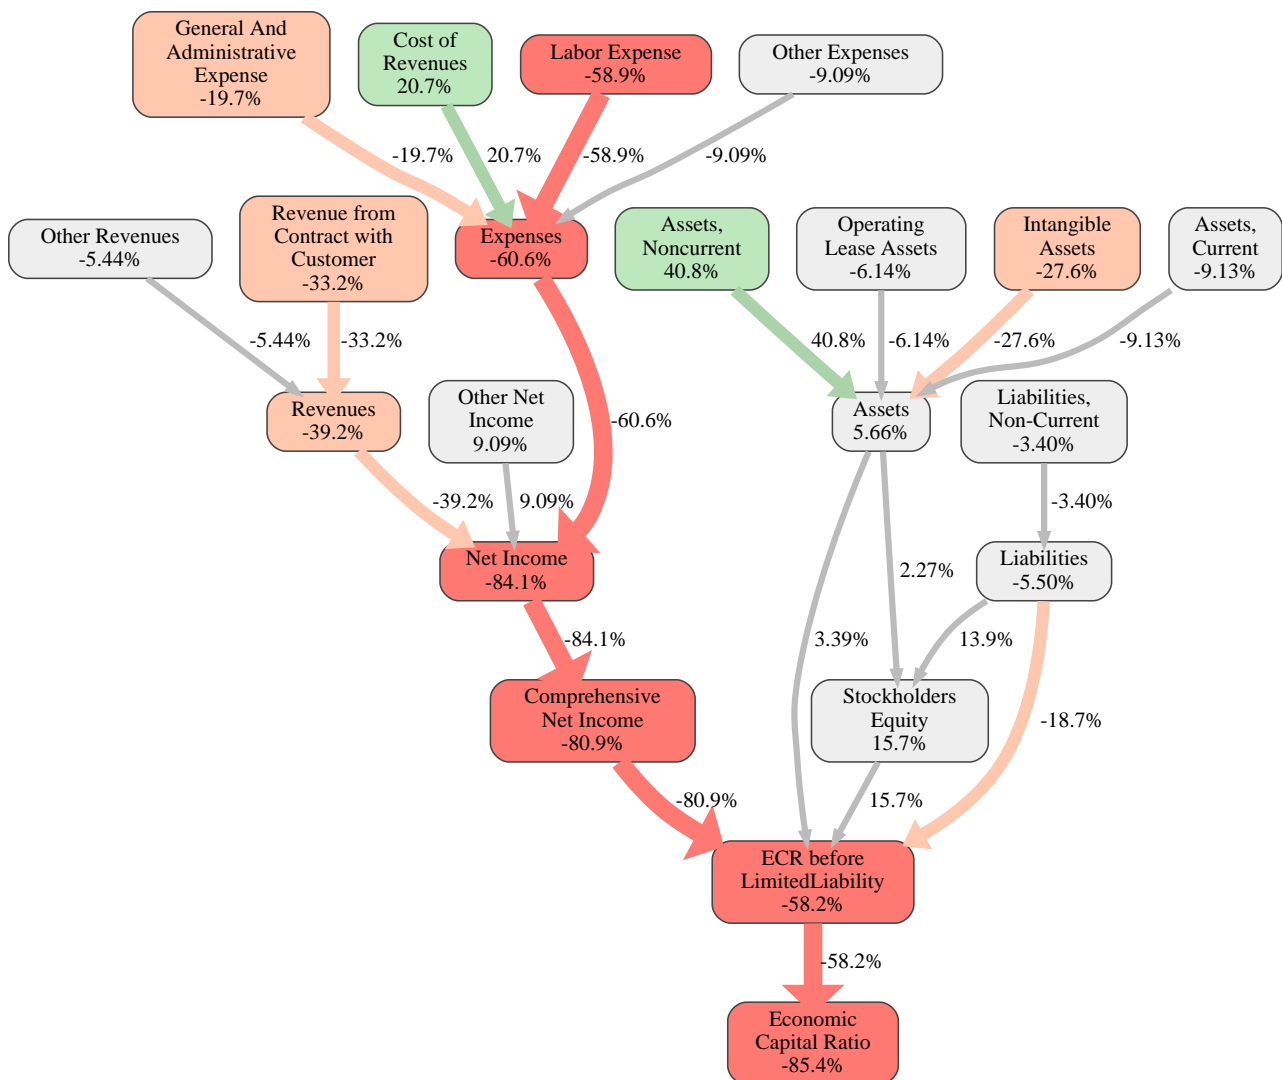 General And
Administrative
Expense
-19.7%
Cost of
Revenues
20.7%
Labor Expense
-58.9%
Other Expenses
-9.09%
-19.7%
20.7%
-58.9%
-9.09%
Other Revenues
-5.44%
Revenue from
Contract with
Customer
-33.2%
Expenses
-60.6%
Assets,
Noncurrent
40.8%
Operating
Lease Assets
-6.14%
Intangible
Assets
-27.6%
Assets,
Current
-9.13%
-5.44%
-33.2%
-60.6%
40.8%
-6.14%
-27.6%
-9.13%
Revenues
-39.2%
Other Net
Income
9.09%
Assets
5.66%
Liabilities,
Non-Current
-3.40%
-39.2%
9.09%
-3.40%
Net Income
-84.1%
2.27%
Liabilities
-5.50%
-84.1%
3.39%
13.9%
Comprehensive
Net Income
-80.9%
Stockholders
Equity
15.7%
-18.7%
-80.9%
15.7%
ECR before
LimitedLiability
-58.2%
-58.2%
Economic
Capital Ratio
-85.4%